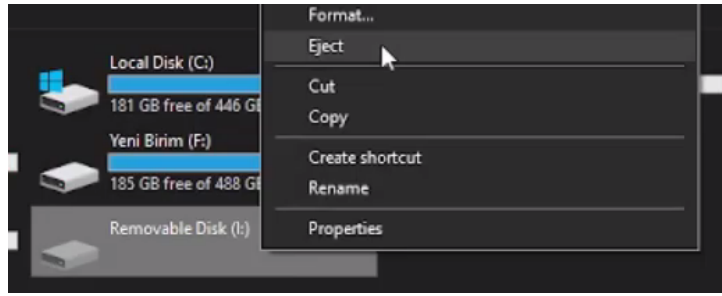 Format...
Eject
Local Disk (C:)
181 GB free of 446 GB
Cut
Copy
Yeni Birim (F:)
185 GB free of 488 GB
Create shortcut
Rename
Removable Disk (I:)
Properties